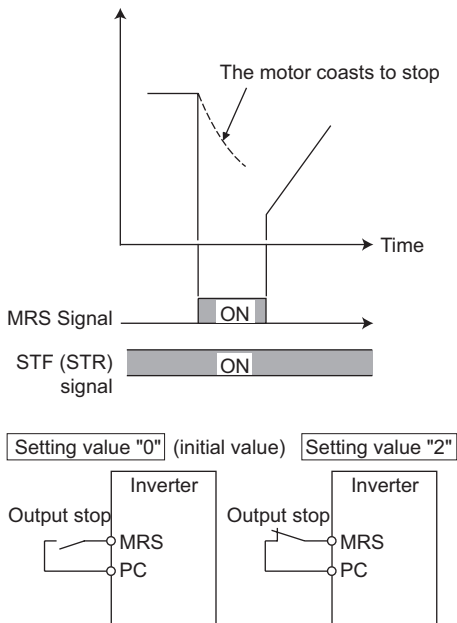 The motor coasts to stop
Time
MRS Signal
ON
STF (STR)
signal
ON
Setting value "0" (initial value) Setting value "2"
Inverter Inverter
Output stop Output stop
MRS MRS
PC PC